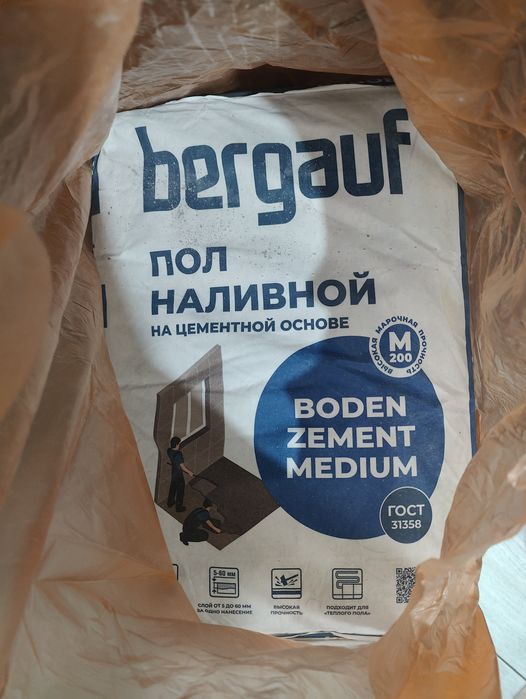 bergauf
ПОЛ
НАЛИВНОЙ
НА ЦЕМЕНТНОЙ ОСНОВЕ
ВЫСОКАЯ МАРОЧНАЯ ПРОЧНОСТЬ
М
200
BODEN
ZEMENT
MEDIUM
ГОСТ
31358
5-60 ММ
СЛОЙ ОТ 5 ДО 60 ММ
ЗА ОДНО НАНЕСЕНИЕ
ВЫСОКАЯ
ПРОЧНОСТЬ
ПОДХОДИТ ДЛЯ
«ТЕПЛОГО ПОЛА»